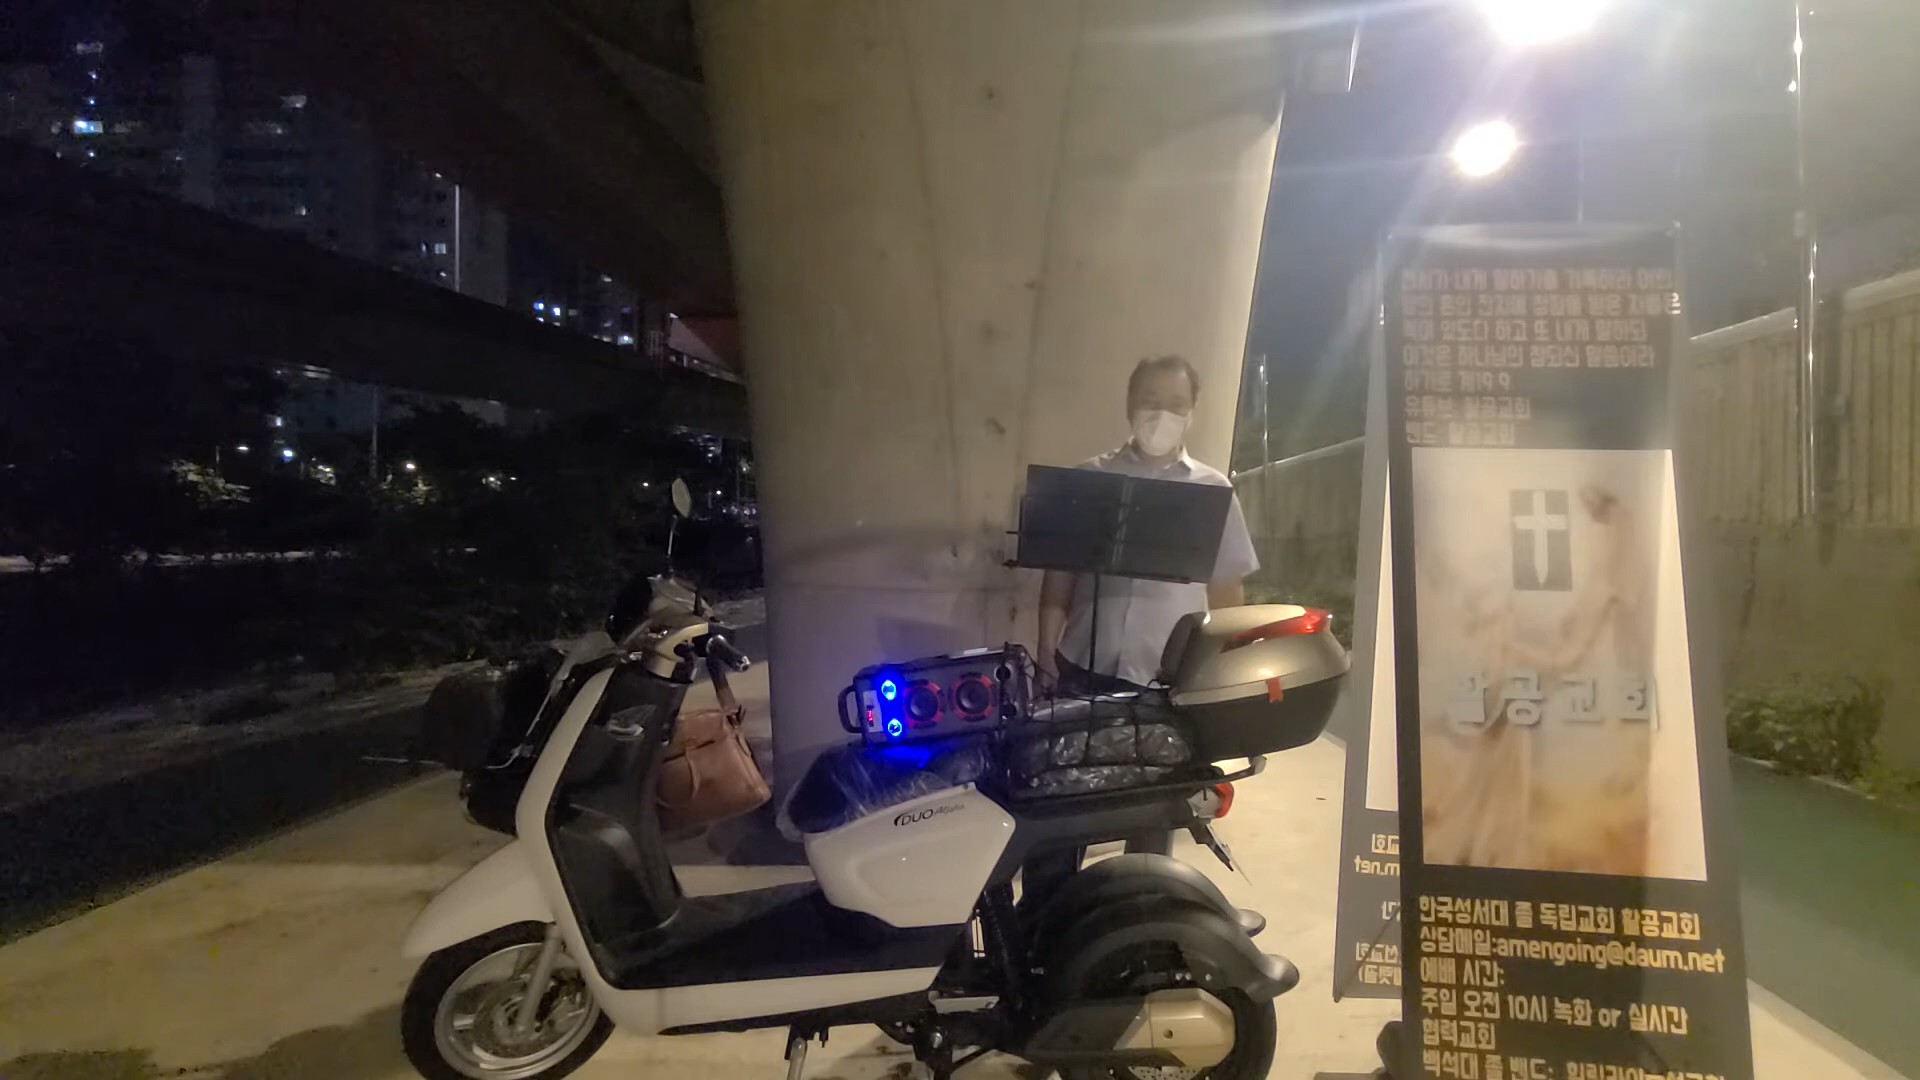 천사가 내게 말하기를 기록하라 어린
양의 혼인 잔치에 청함을 받은 자들은
복이 있도다 하고 또 내게 말하되
이것은 하나님의 참되신 말씀이라
하기로 계19 9
유튜브: 활공교회
밴드: 활공교회
활공교회
한국성서대 졸 독립교회 활공교회
상담메일:amengoing@daum.net
예배 시간:
주일 오전 10시 녹화 or 실시간
협력교회
백석대 졸 밴드:
DUO